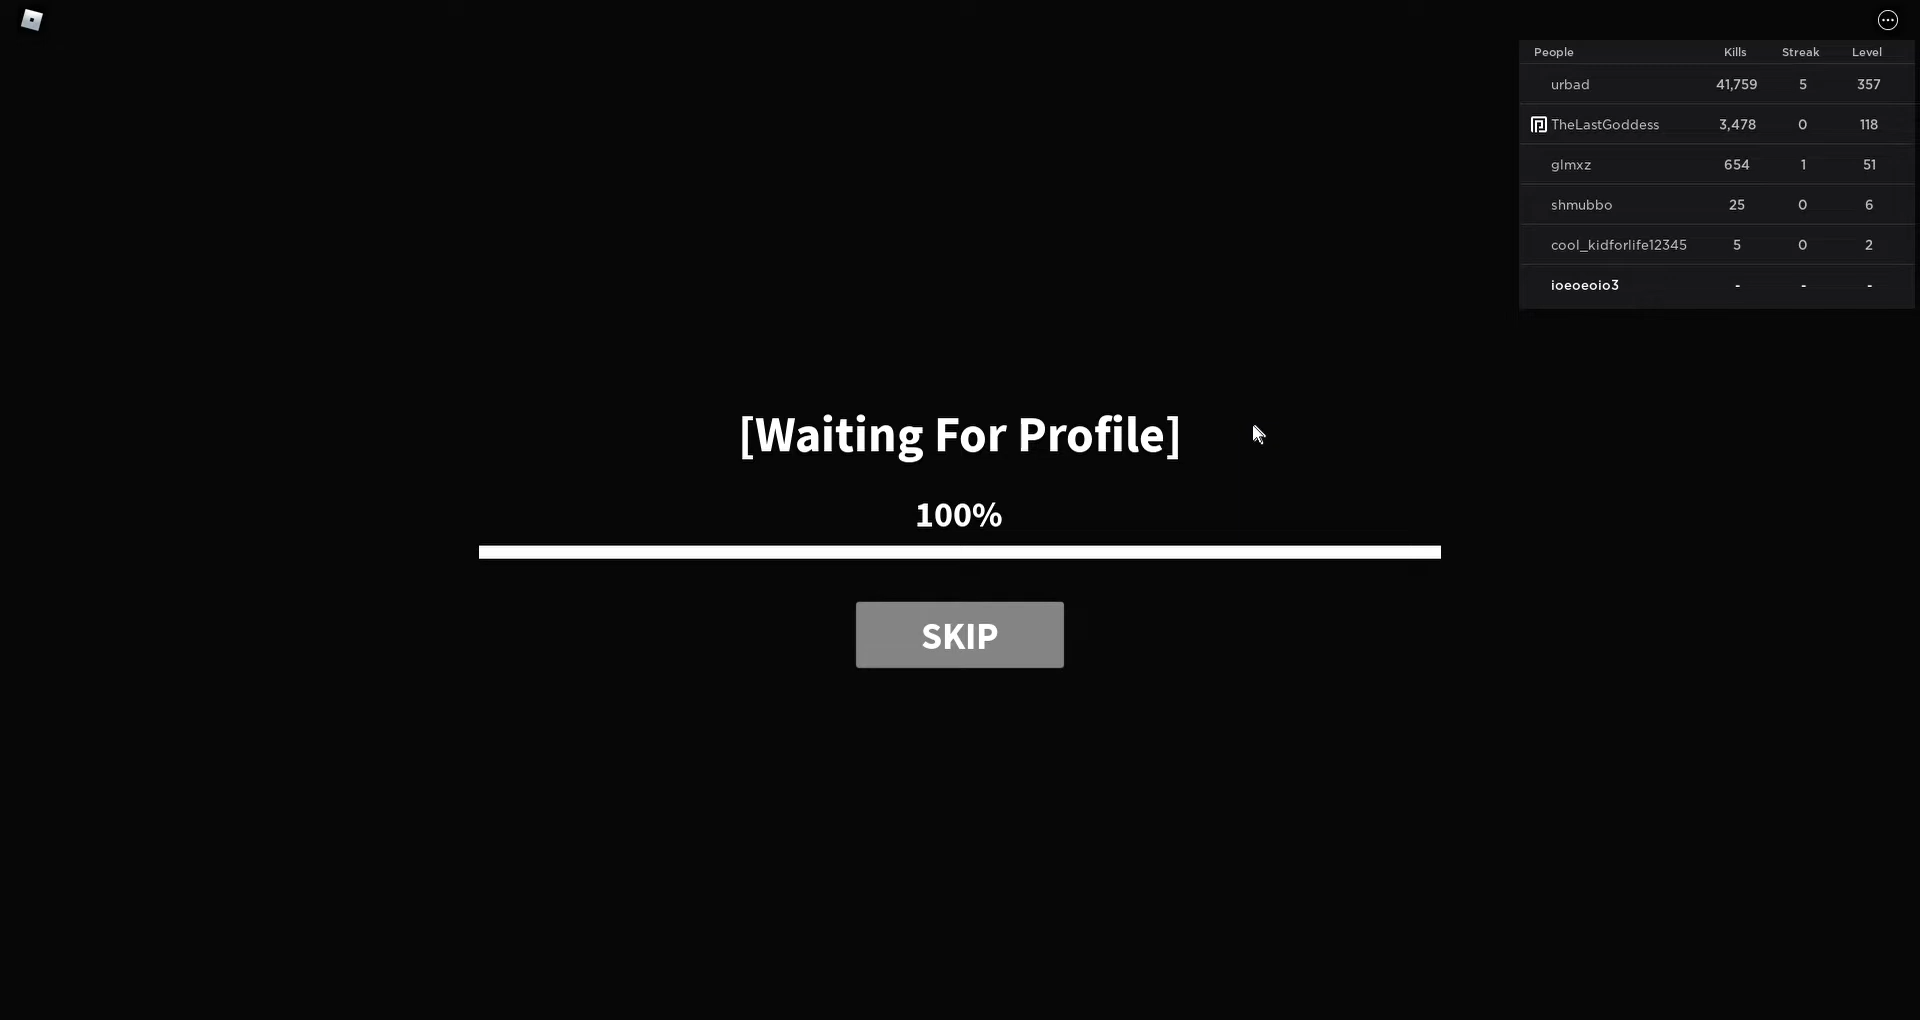 People Kills Streak Level
urbad 41,759 5 357
TheLastGoddess 3,478 0 118
glmxz 654 1 51
shmubbo 25 0 6
cool_kidforlife12345 5 0 2
ioeoeoio3 - - -
[Waiting For Profile]
100%
SKIP